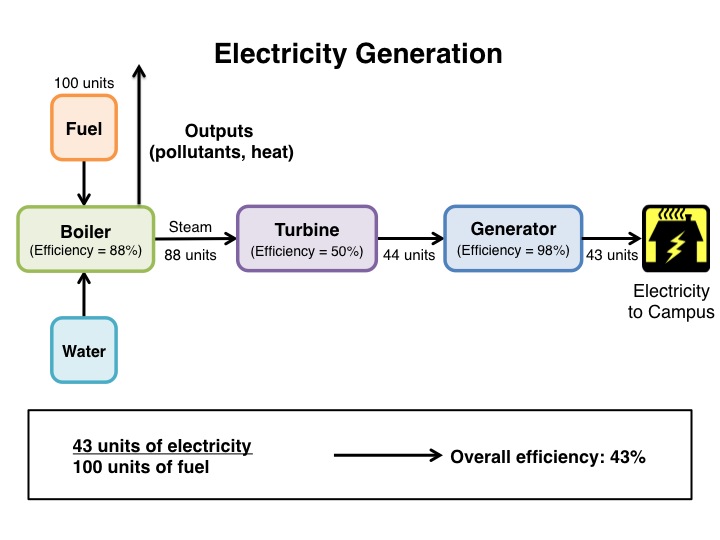 Electricity Generation
100 units
Fuel
Outputs
(pollutants, heat)
Boiler
(Efficiency = 88%)
Steam
88 units
Turbine
(Efficiency = 50%)
44 units
Generator
(Efficiency = 98%)
43 units
Electricity
to Campus
Water
43 units of electricity
100 units of fuel
Overall efficiency: 43%